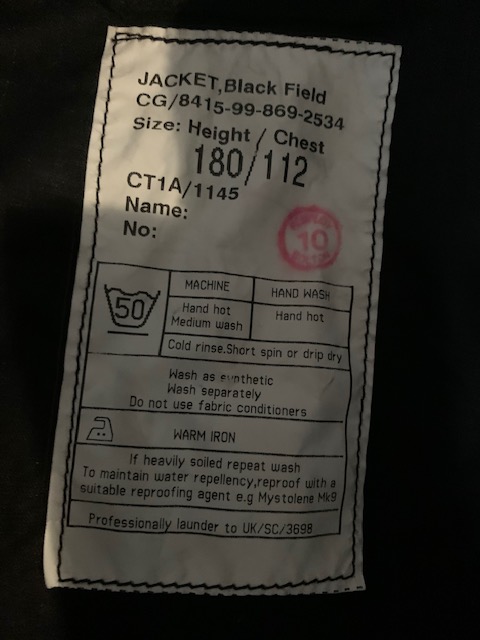 JACKET,Black Field
CG/8415-99-869-2534
Size: Height / Chest
180/112
CT1A/1145
Name:
No:
10
50
MACHINE
HAND WASH
Hand hot
Medium wash
Hand hot
Cold rinse.Short spin or drip dry
Wash as synthetic
Wash separately
Do not use fabric conditioners
WARM IRON
If heavily soiled repeat wash
To maintain water repellency,reproof with a
suitable reproofing agent e.g Mystolene Mk9
Professionally launder to UK/SC/3698